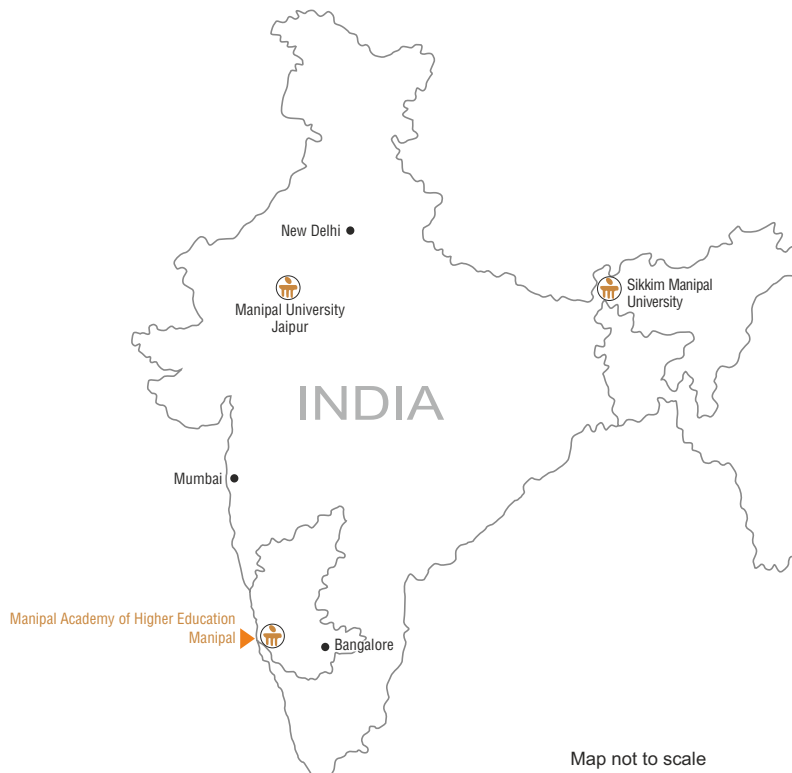 New Delhi
Manipal University
Jaipur
Sikkim Manipal
University
INDIA
Mumbai
Manipal Academy of Higher Education
Manipal
Bangalore
Map not to scale